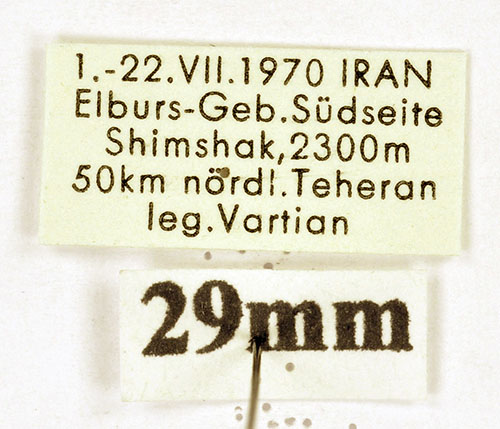 1.-22.VII.1970 IRAN
Elburs-Geb.Südseite
Shimshak,2300m
50km nördl.Teheran
leg.Vartian
29mm